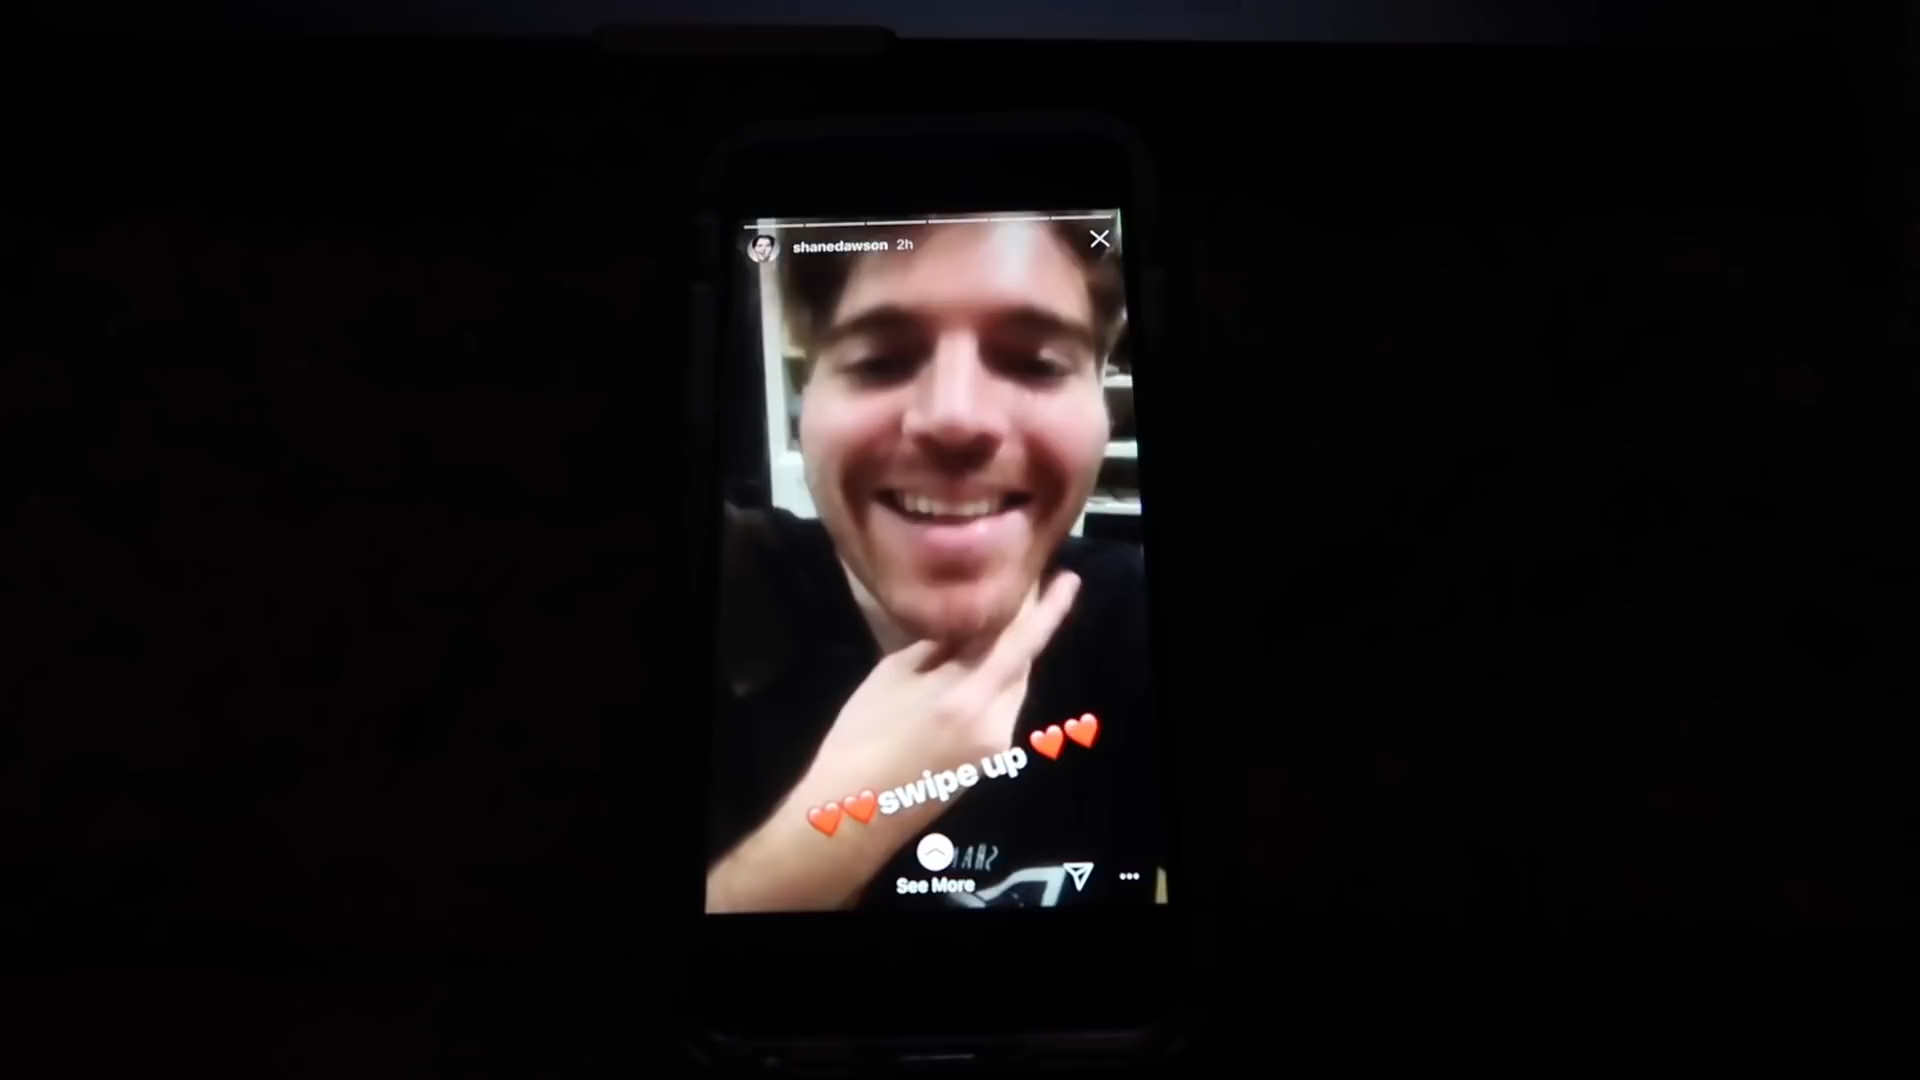 shanedawson 2h
❤️❤️swipe up ❤️❤️
See More